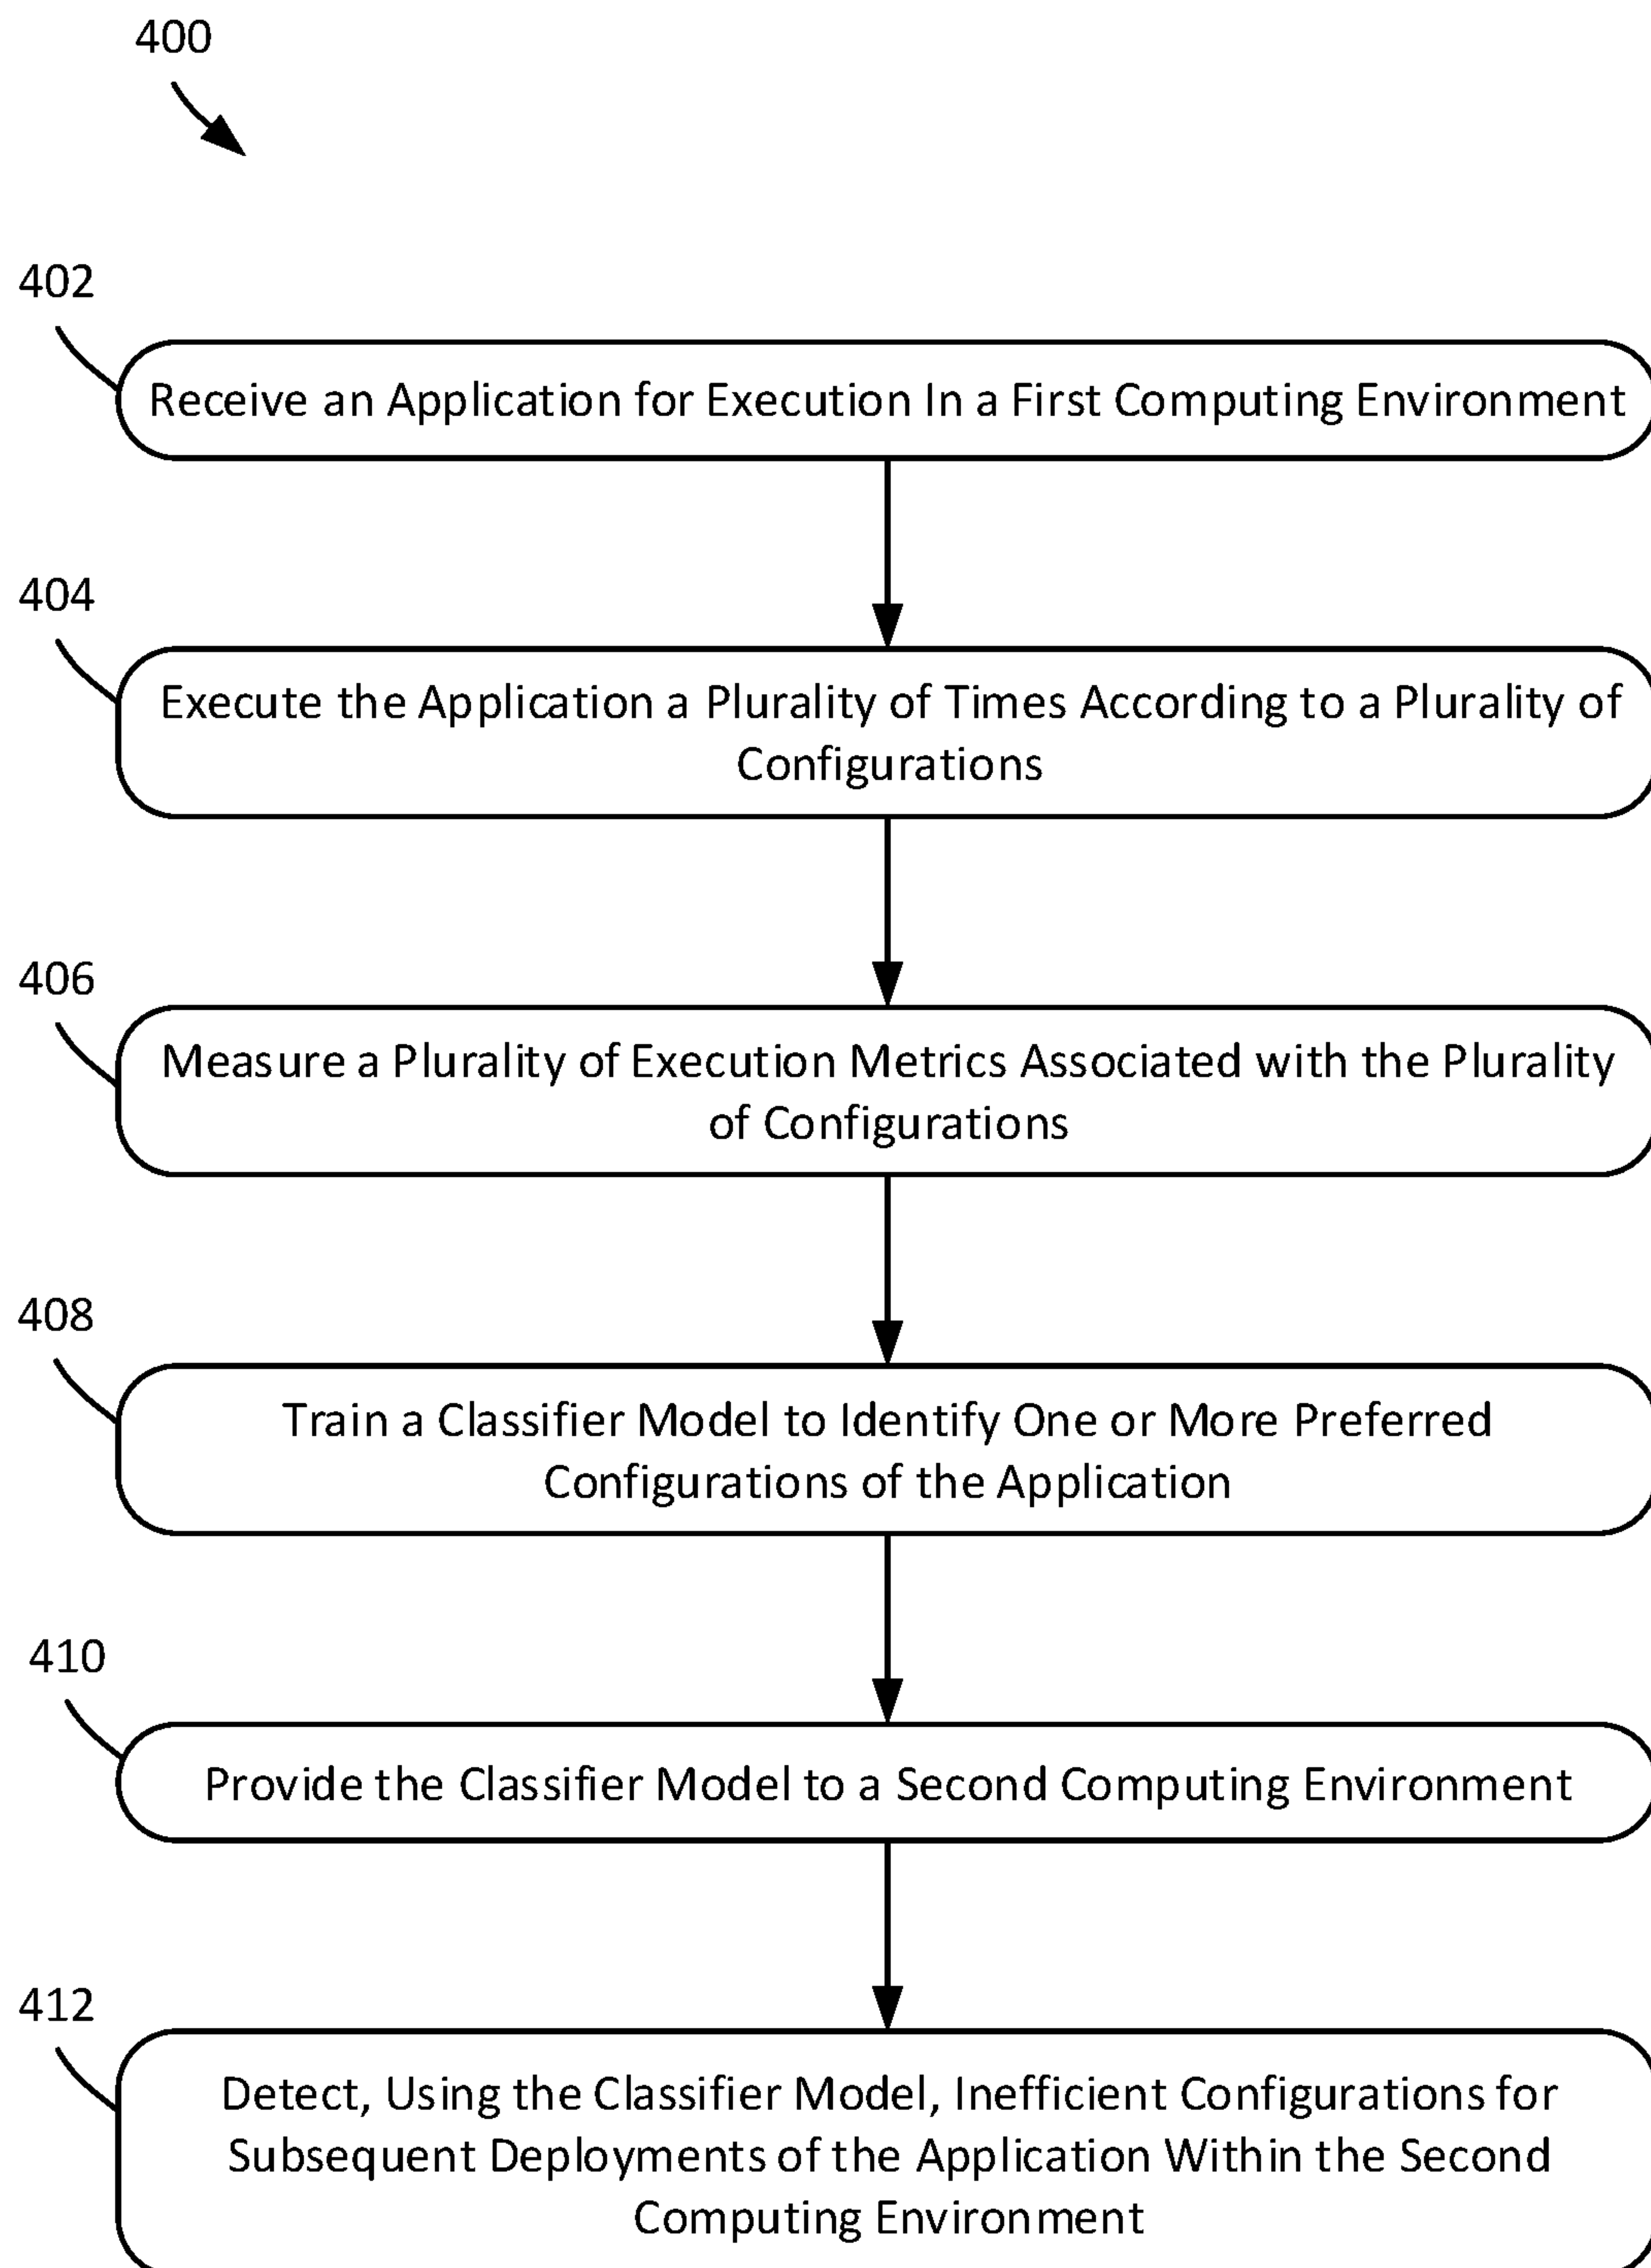 400
402
Receive an Application for Execution In a First Computing Environment
404
Execute the Application a Plurality of Times According to a Plurality of
Configurations
406
Measure a Plurality of Execution Metrics Associated with the Plurality
of Configurations
408
Train a Classifier Model to Identify One or More Preferred
Configurations of the Application
410
Provide the Classifier Model to a Second Computing Environment
412
Detect, Using the Classifier Model, Inefficient Configurations for
Subsequent Deployments of the Application Within the Second
Computing Environment